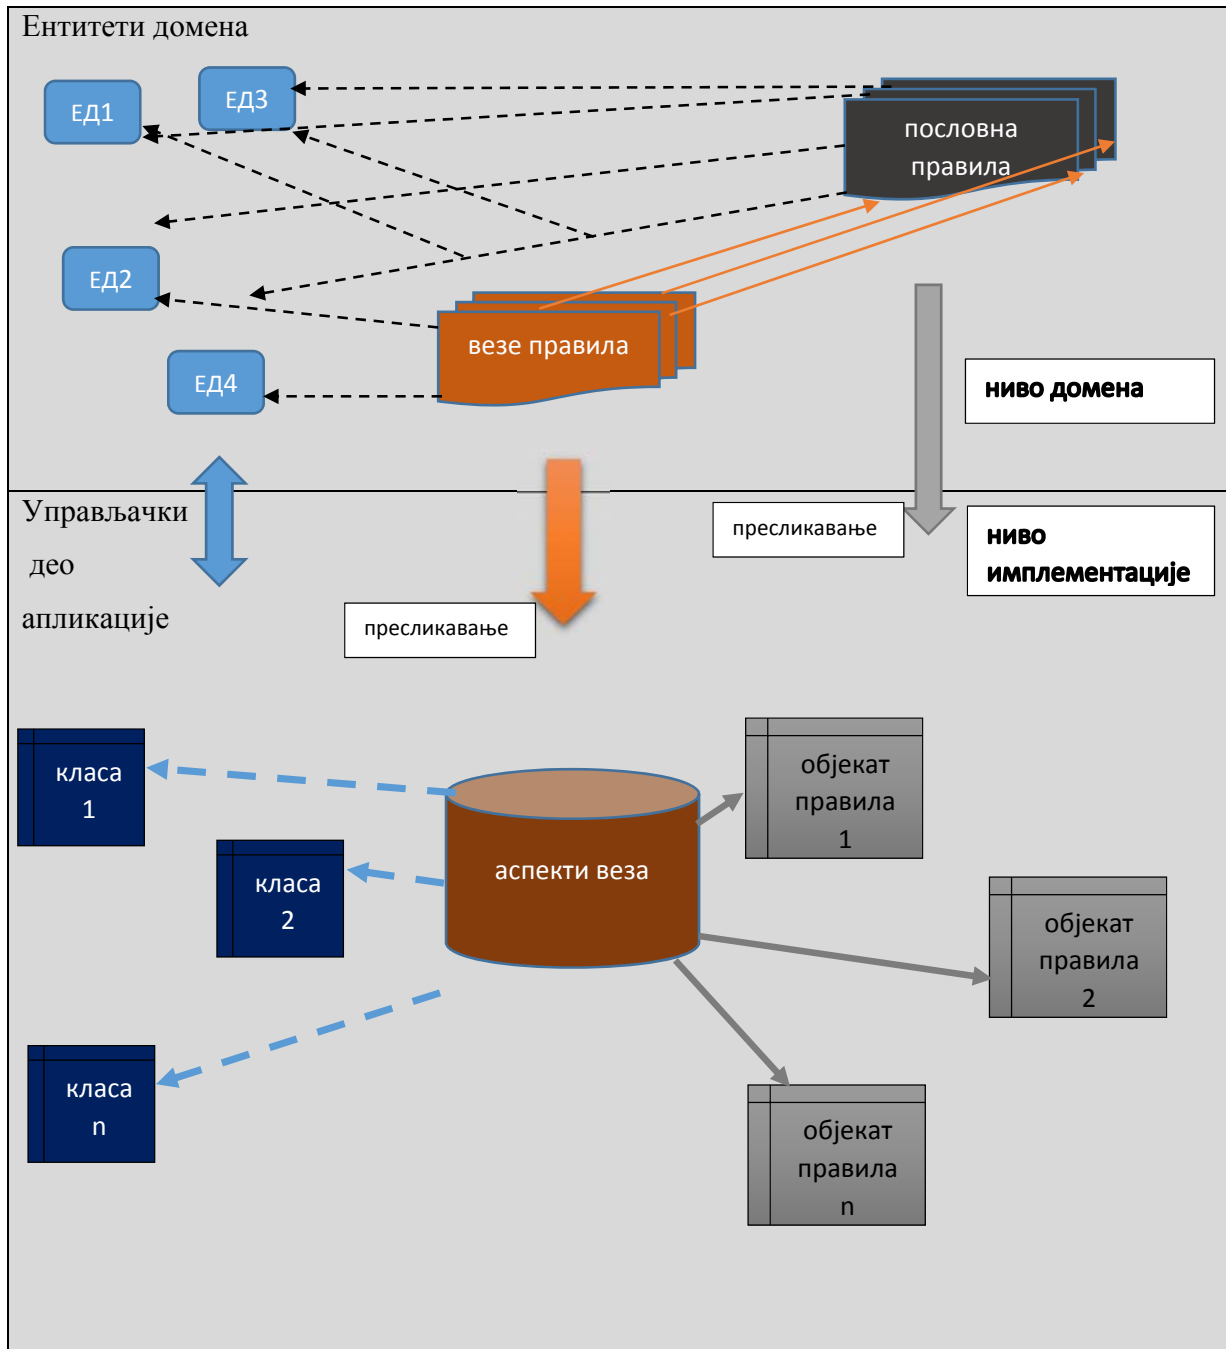 Ентитети домена
ЕД1
ЕД3
пословна
правила
ЕД2
везе правила
ЕД4
ниво домена
Управљачки
део
апликације
пресликавање
ниво
имплементације
пресликавање
класа
1
објекат
правила
1
класа
2
аспекти веза
објекат
правила
2
класа
n
објекат
правила
n